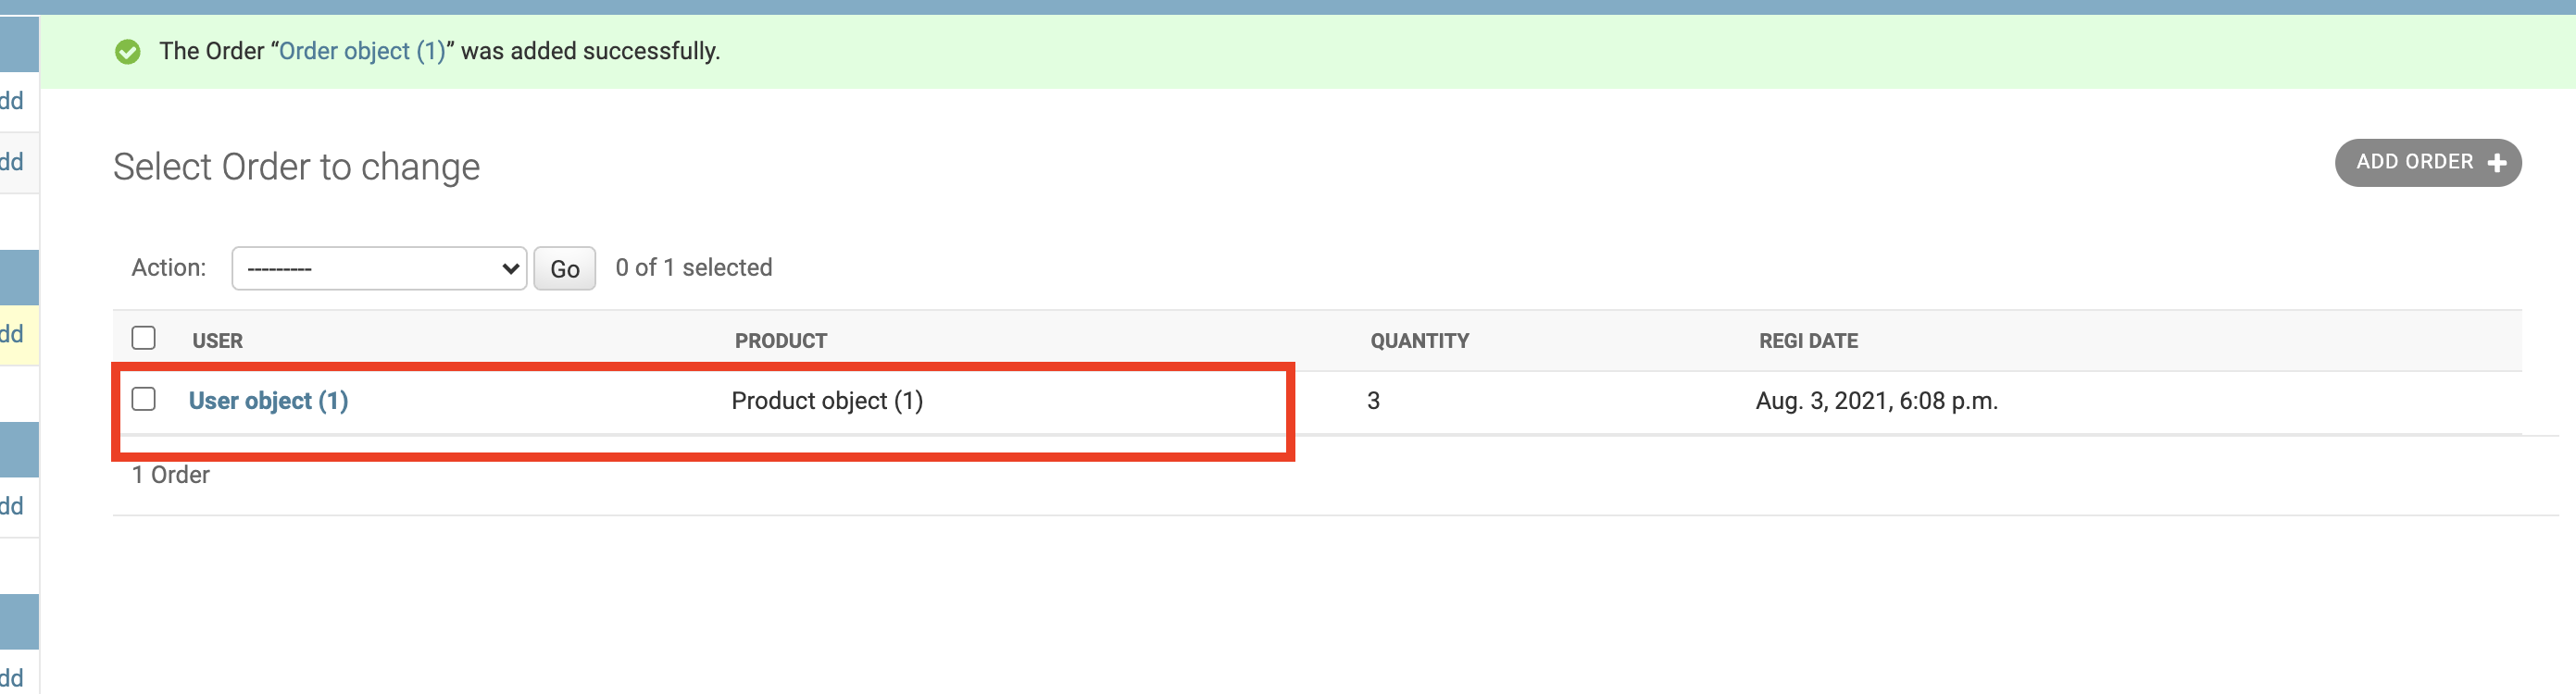 The Order “Order object (1)” was added successfully.
dd
dd
Select Order to change
ADD ORDER +
Action: --------- Go 0 of 1 selected
dd
USER PRODUCT QUANTITY REGI DATE
User object (1) Product object (1) 3 Aug. 3, 2021, 6:08 p.m.
1 Order
dd
dd